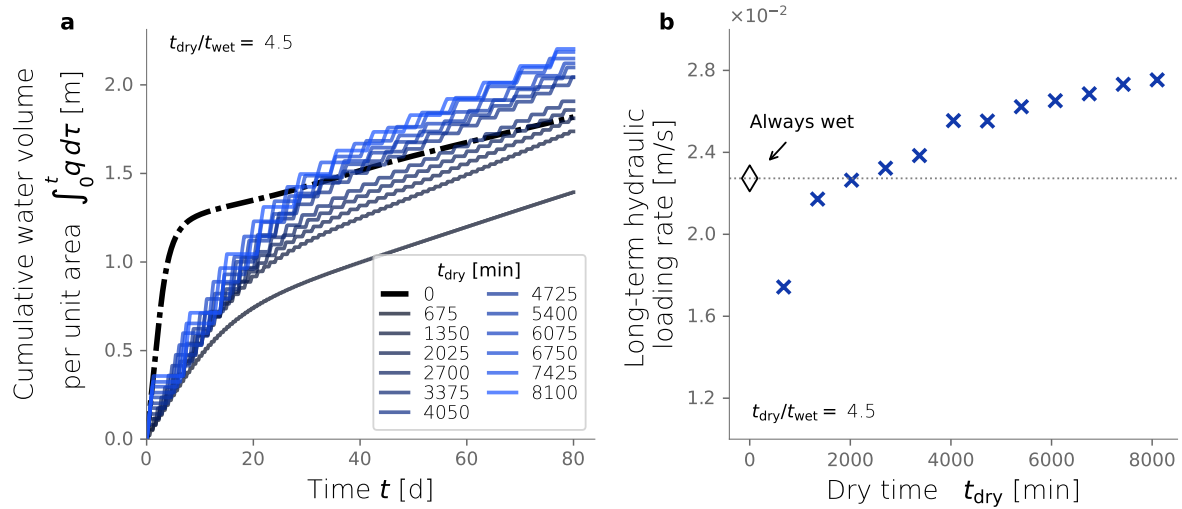 a
t_dry/t_wet = 4.5
Cumulative water volume
per unit area ∫₀ᵗ q dτ [m]
2.0
1.5
1.0
0.5
0.0
t_dry [min]
0 4725
675 5400
1350 6075
2025 6750
2700 7425
3375 8100
4050
0 20 40 60 80
Time t [d]
b
×10⁻²
Long-term hydraulic
loading rate [m/s]
2.8
2.4
2.0
1.6
1.2
Always wet
t_dry/t_wet = 4.5
0 2000 4000 6000 8000
Dry time t_dry [min]